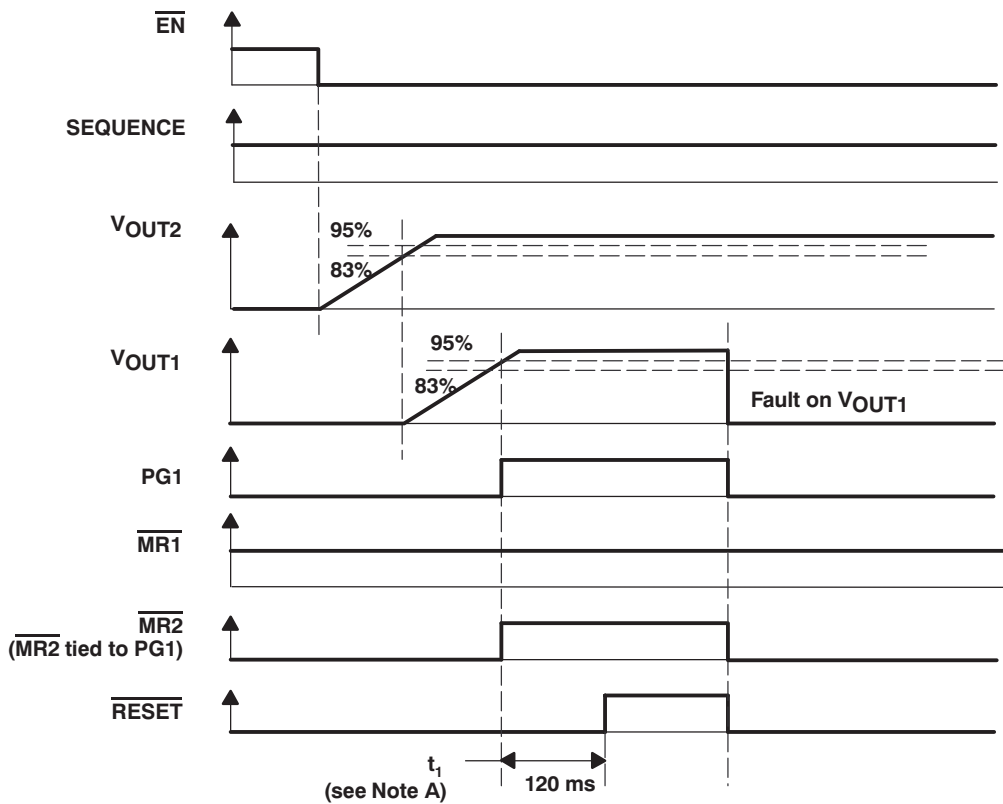 EN
SEQUENCE
VOUT2
95%
83%
VOUT1
95%
83%
Fault on VOUT1
PG1
MR1
MR2
(MR2 tied to PG1)
RESET
t1
(see Note A)
120 ms